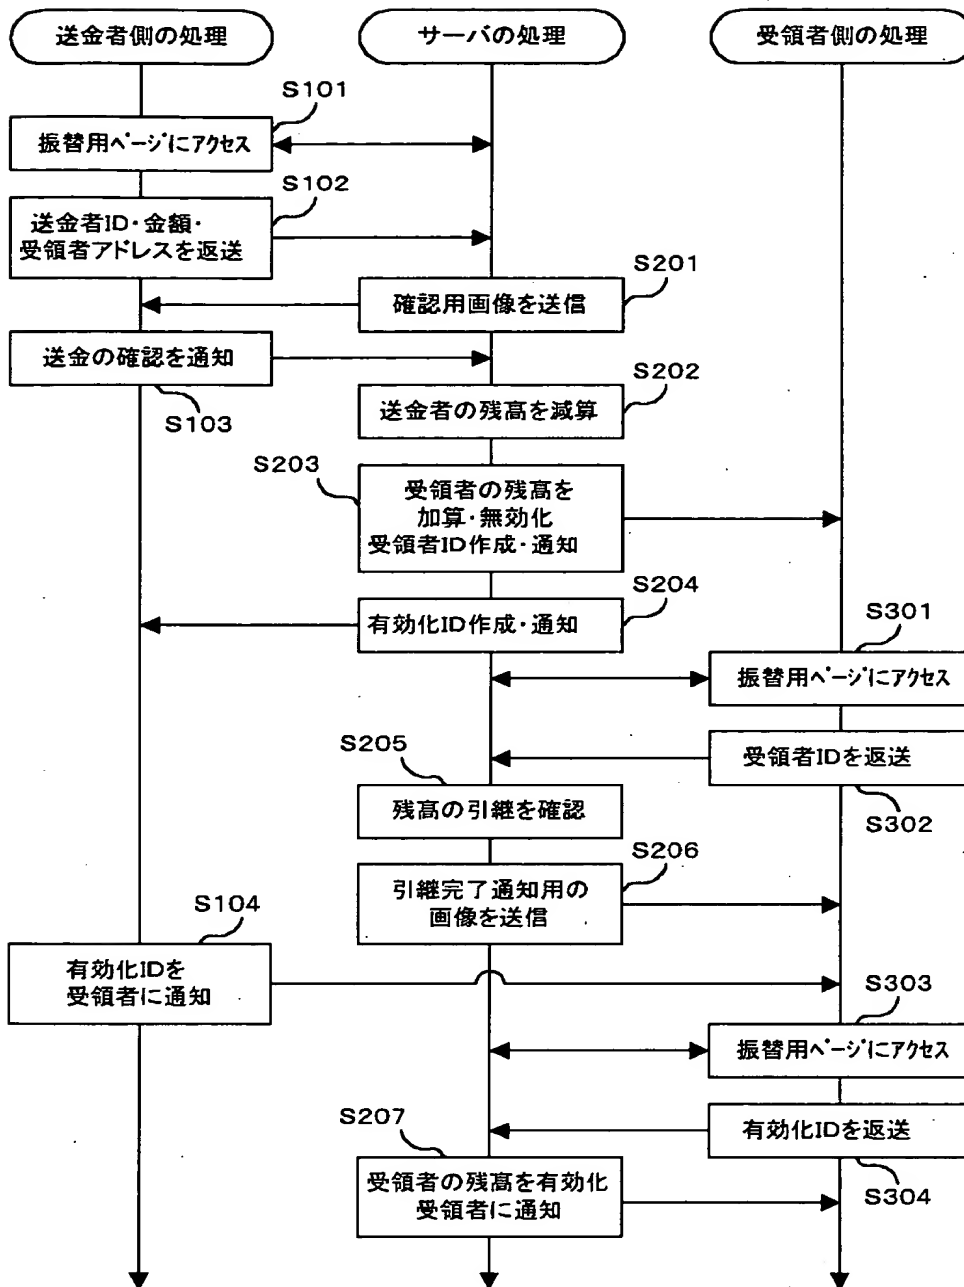 送金者側の処理
サーバの処理
受領者側の処理
S101
振替用ページにアクセス
S102
送金者ID・金額・
受領者アドレスを返送
S201
確認用画像を送信
送金の確認を通知
S103
S202
送金者の残高を減算
S203
受領者の残高を
加算・無効化
受領者ID作成・通知
S204
有効化ID作成・通知
S301
振替用ページにアクセス
S205
受領者IDを返送
S302
残高の引継を確認
S206
引継完了通知用の
画像を送信
S104
有効化IDを
受領者に通知
S303
振替用ページにアクセス
S207
有効化IDを返送
S304
受領者の残高を有効化
受領者に通知